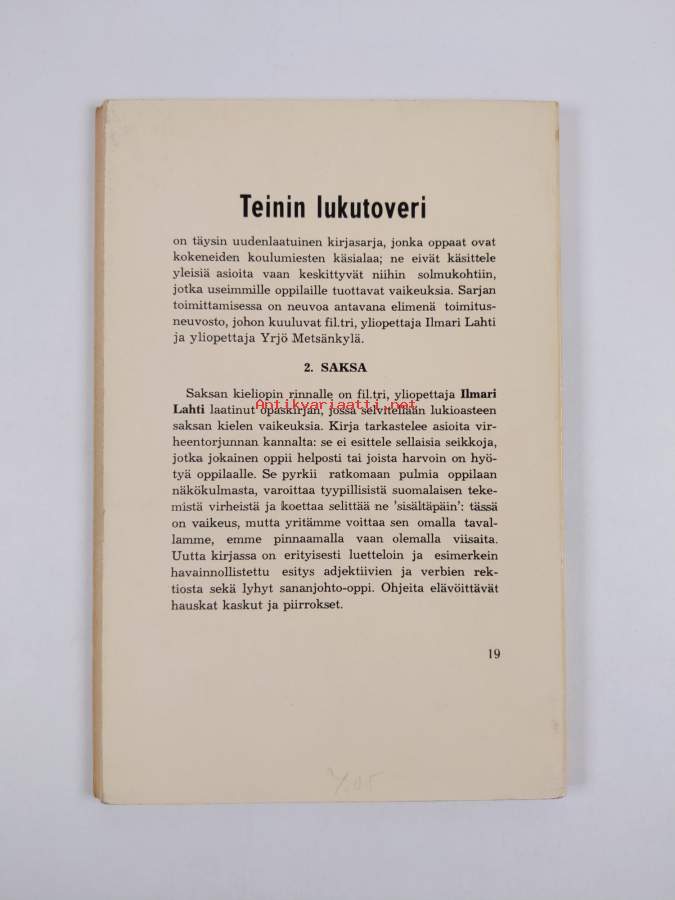 Teinin lukutoveri
on täysin uudenlaatuinen kirjasarja, jonka oppaat ovat
kokeneiden koulumiesten käsialaa; ne eivät käsittele
yleisiä asioita vaan keskittyvät niihin solmukohtiin,
jotka useimmille oppilaille tuottavat vaikeuksia. Sarjan
toimittamisessa on neuvoa antavana elimenä toimitus-
neuvosto, johon kuuluvat fil.tri, yliopettaja Ilmari Lahti
ja yliopettaja Yrjö Metsänkylä.
2. SAKSA
Saksan kieliopin rinnalle on fil.tri, yliopettaja Ilmari
Antikvariaatti.net
Lahti laatinut opaskirjan, jossa selvitellään lukioasteen
saksan kielen vaikeuksia. Kirja tarkastelee asioita vir-
heentorjunnan kannalta: se ei esittele sellaisia seikkoja,
jotka jokainen oppii helposti tai joista harvoin on hyö-
tyä oppilaalle. Se pyrkii ratkomaan pulmia oppilaan
näkökulmasta, varoittaa tyypillisistä suomalaisen teke-
mistä virheistä ja koettaa selittää ne 'sisältäpäin': tässä
on vaikeus, mutta yritämme voittaa sen omalla taval-
lamme, emme pinnaamalla vaan olemalla viisaita.
Uutta kirjassa on erityisesti luetteloin ja esimerkein
havainnollistettu esitys adjektiivien ja verbien rek-
tiosta sekä lyhyt sananjohto-oppi. Ohjeita elävöittävät
hauskat kaskut ja piirrokset.
19